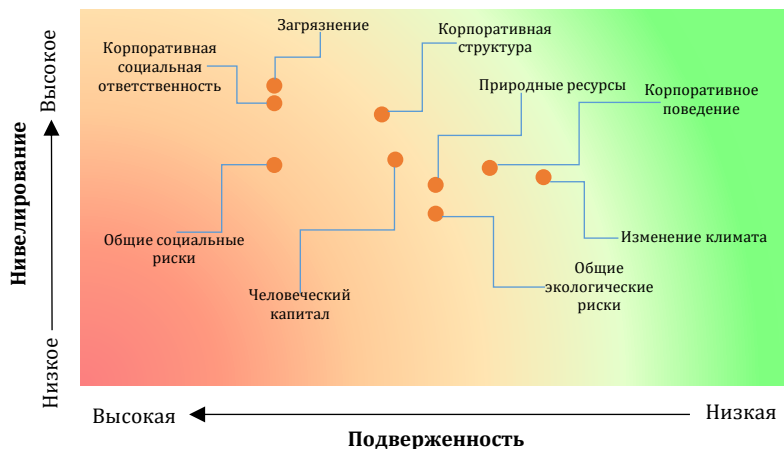 Загрязнение
Корпоративная
социальная
ответственность
Корпоративная
структура
Природные ресурсы
Корпоративное
поведение
Общие социальные
риски
Человеческий
капитал
Изменение климата
Общие
экологические
риски
Высокое
Нивелирование
Низкое
Высокая
Низкая
Подверженность